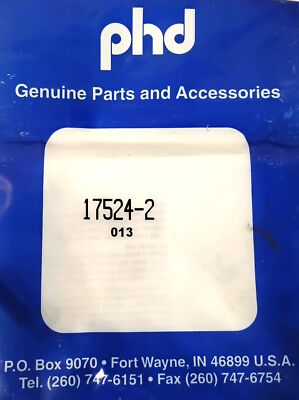 phd
Genuine Parts and Accessories
17524-2
013
P.O. Box 9070 • Fort Wayne, IN 46899 U.S.A.
Tel. (260) 747-6151 • Fax (260) 747-6754